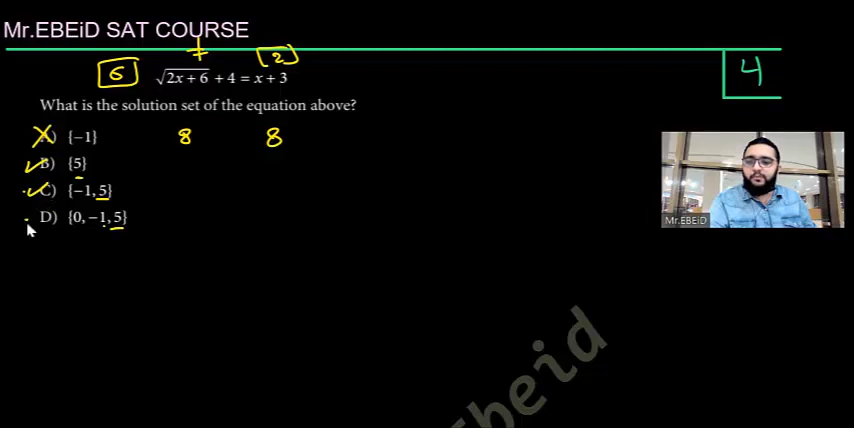 Mr.EBEiD SAT COURSE
6 √2x + 6 + 4 = x + 3 2 4
What is the solution set of the equation above?
A) {−1} 8 8
B) {5}
C) {−1, 5}
D) {0, −1, 5}
Mr.EBEiD
Ebeid